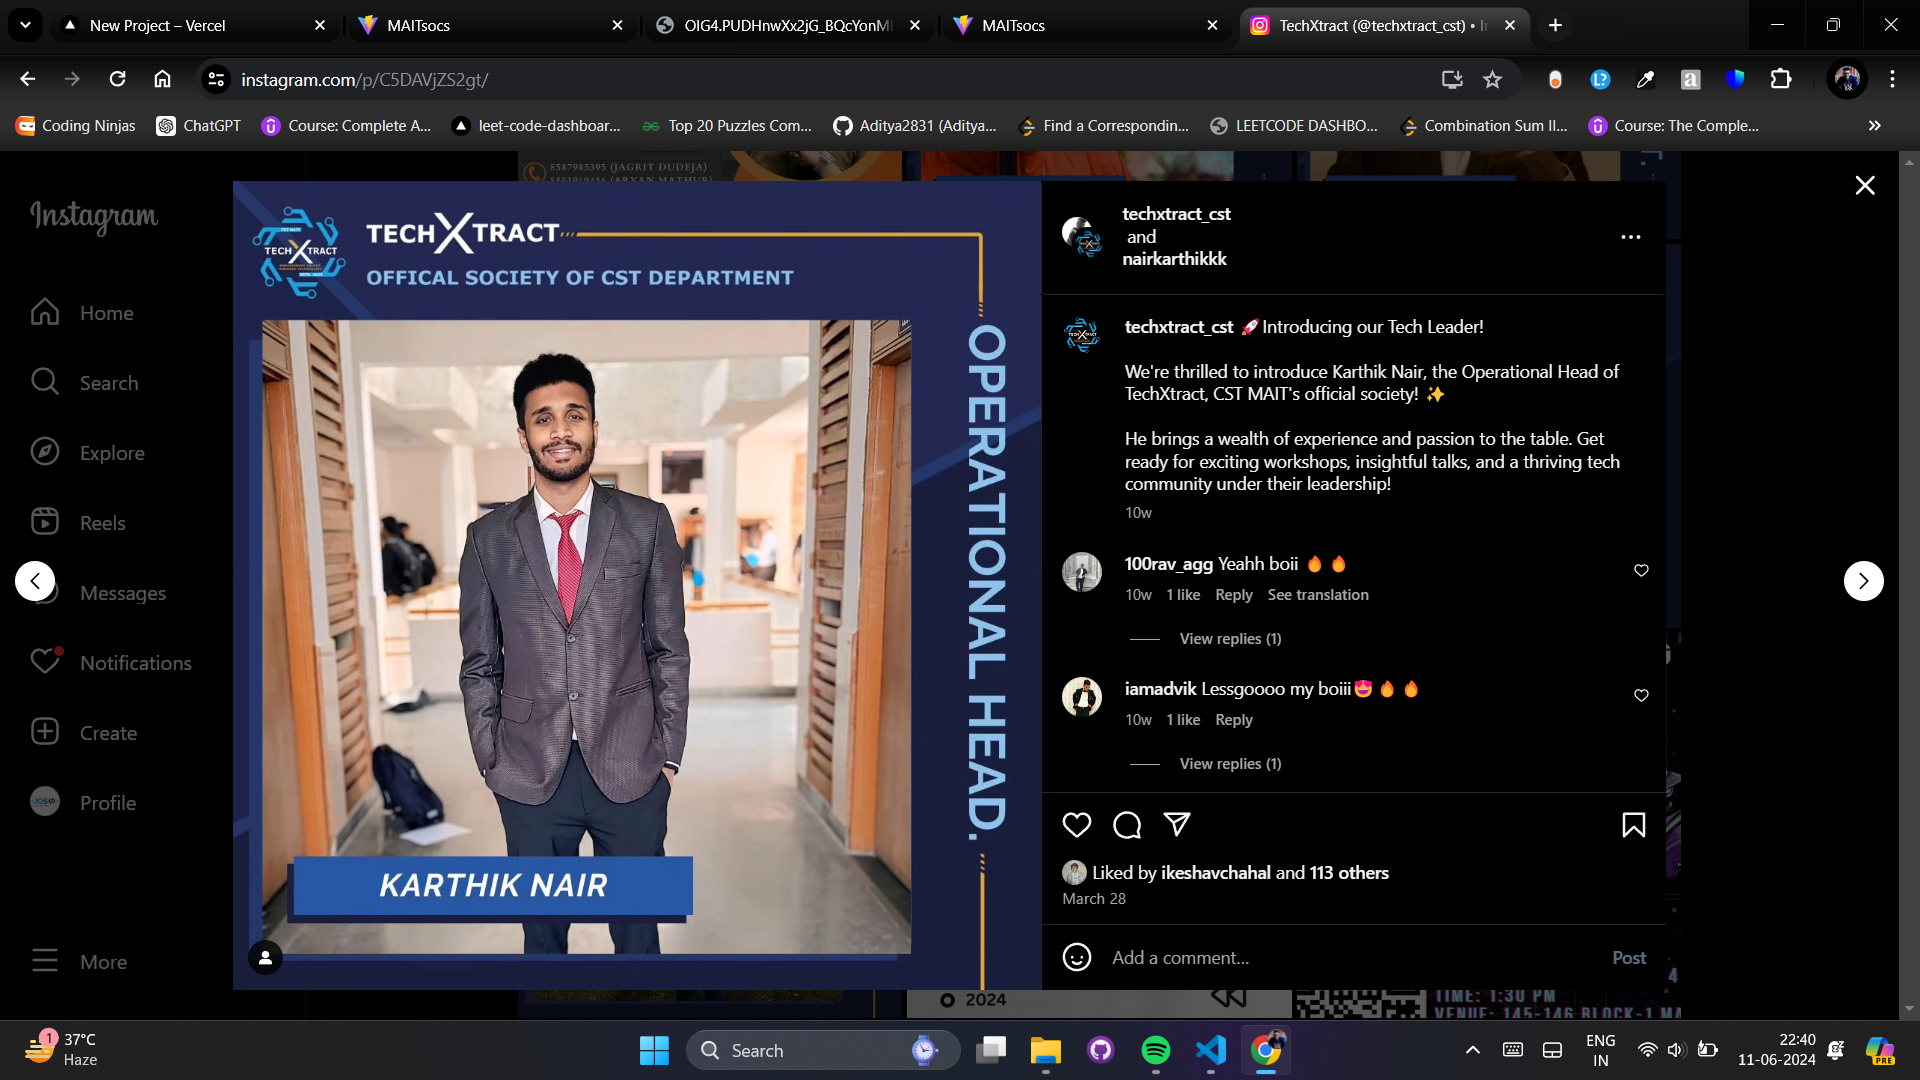 New Project – Vercel
MAITsocs
OIG4.PUDHnwXx2jG_BQcYonM
MAITsocs
TechXtract (@techxtract_cst) • In
instagram.com/p/C5DAVjZS2gt/
Coding Ninjas
ChatGPT
Course: Complete A...
leet-code-dashboar...
Top 20 Puzzles Com...
Aditya2831 (Aditya...
Find a Correspondin...
LEETCODE DASHBO...
Combination Sum II...
Course: The Comple...
8587985395 (JAGRIT DUDEJA)
Instagram
Home
Search
Explore
Reels
Messages
Notifications
Create
Profile
More
TECHXTRACT
OFFICAL SOCIETY OF CST DEPARTMENT
TECHXTRACT
OPERATIONAL HEAD.
KARTHIK NAIR
techxtract_cst
and
nairkarthikkk
techxtract_cst 🚀Introducing our Tech Leader!
We're thrilled to introduce Karthik Nair, the Operational Head of
TechXtract, CST MAIT's official society! ✨
He brings a wealth of experience and passion to the table. Get
ready for exciting workshops, insightful talks, and a thriving tech
community under their leadership!
10w
100rav_agg Yeahh boii 🔥🔥
10w 1 like Reply See translation
View replies (1)
iamadvik Lessgoooo my boiii🤩🔥🔥
10w 1 like Reply
View replies (1)
Liked by ikeshavchahal and 113 others
March 28
Add a comment...
Post
2024
TIME: 1:30 PM
VENUE: 145-146 BLOCK-1 MA
1
37°C
Haze
Search
ENG
IN
22:40
11-06-2024
PRE